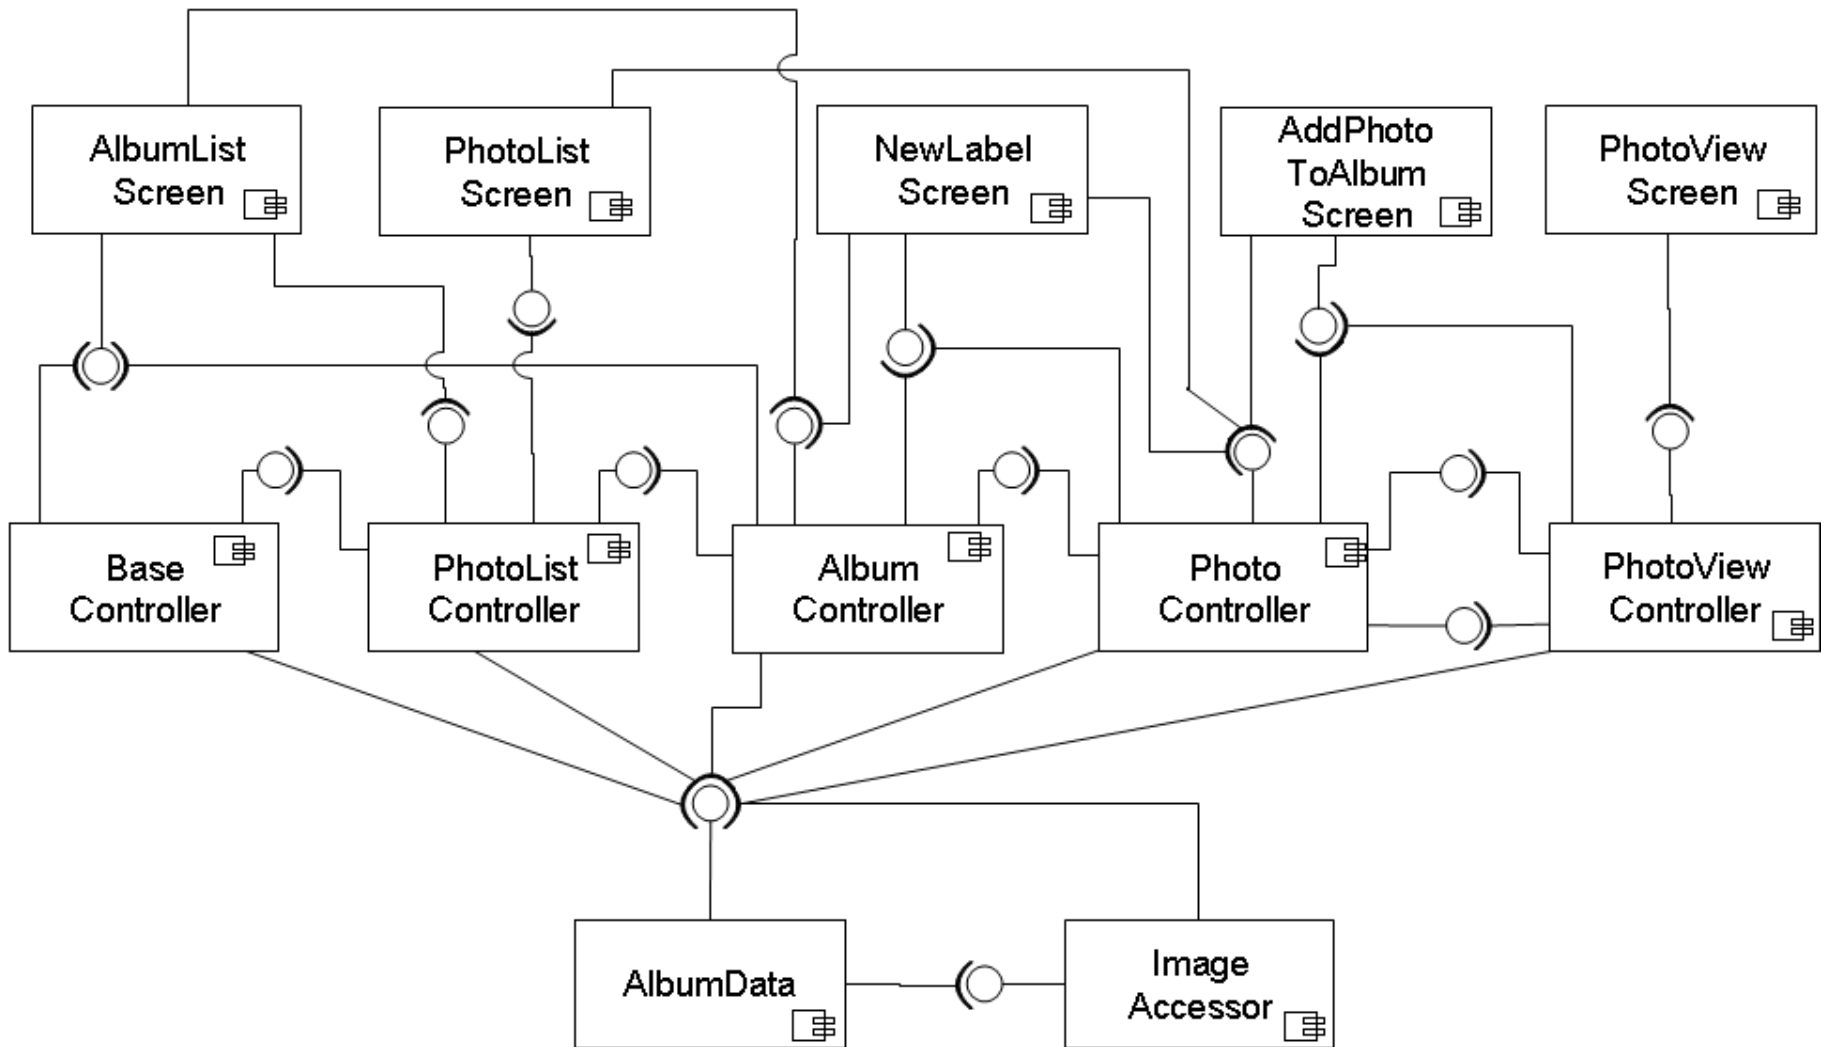 AlbumList
Screen
PhotoList
Screen
NewLabel
Screen
AddPhoto
ToAlbum
Screen
PhotoView
Screen
Base
Controller
PhotoList
Controller
Album
Controller
Photo
Controller
PhotoView
Controller
AlbumData
Image
Accessor